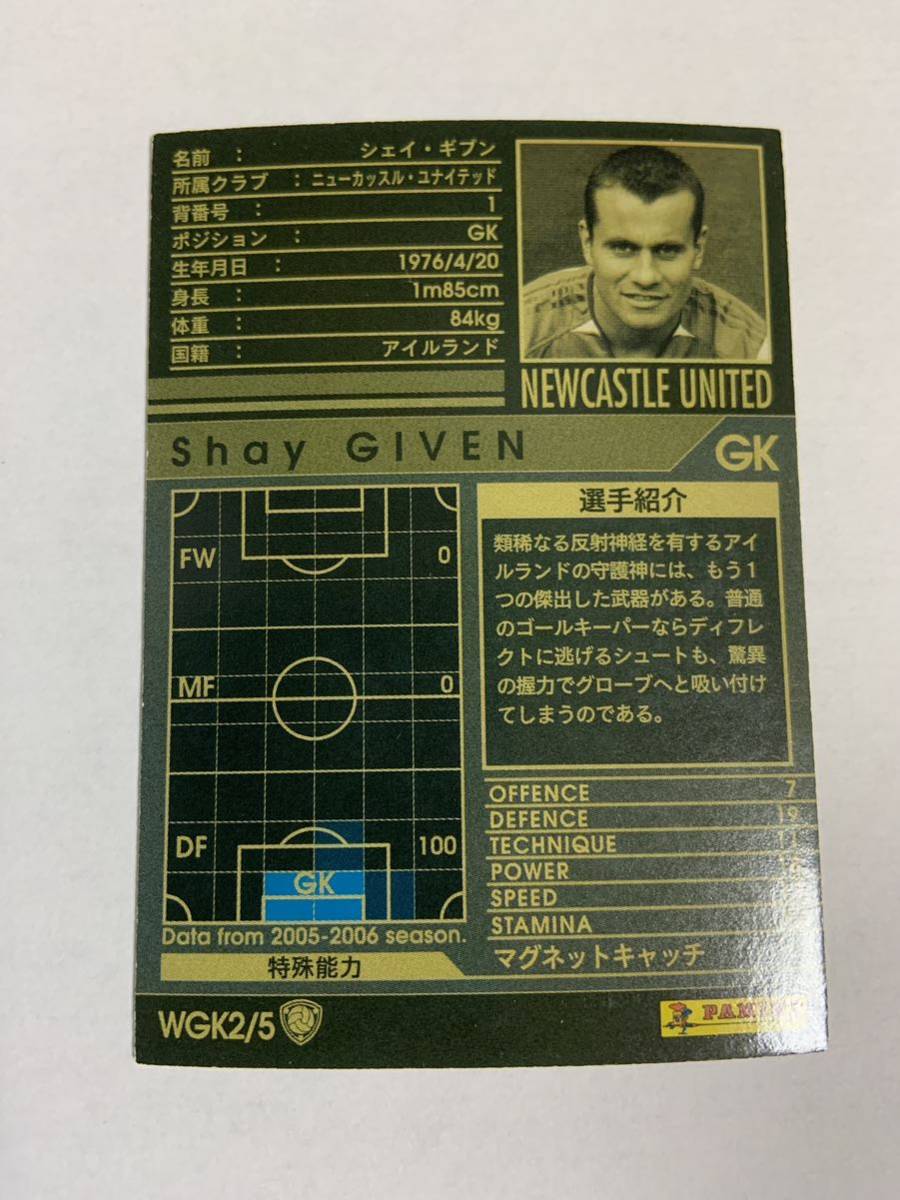 名前 : シェイ・ギブン
所属クラブ : ニューカッスル・ユナイテッド
背番号 : 1
ポジション : GK
生年月日 : 1976/4/20
身長 : 1m85cm
体重 : 84kg
国籍 : アイルランド
NEWCASTLE UNITED
Shay GIVEN
GK
FW 0
MF 0
DF 100
GK
Data from 2005-2006 season.
選手紹介
類稀なる反射神経を有するアイ
ルランドの守護神には、もう1
つの傑出した武器がある。普通
のゴールキーパーならディフレ
クトに逃げるシュートも、驚異
の握力でグローブへと吸い付け
てしまうのである。
OFFENCE 7
DEFENCE 19
TECHNIQUE 11
POWER
SPEED
STAMINA
特殊能力
マグネットキャッチ
WGK2/5
PANINI